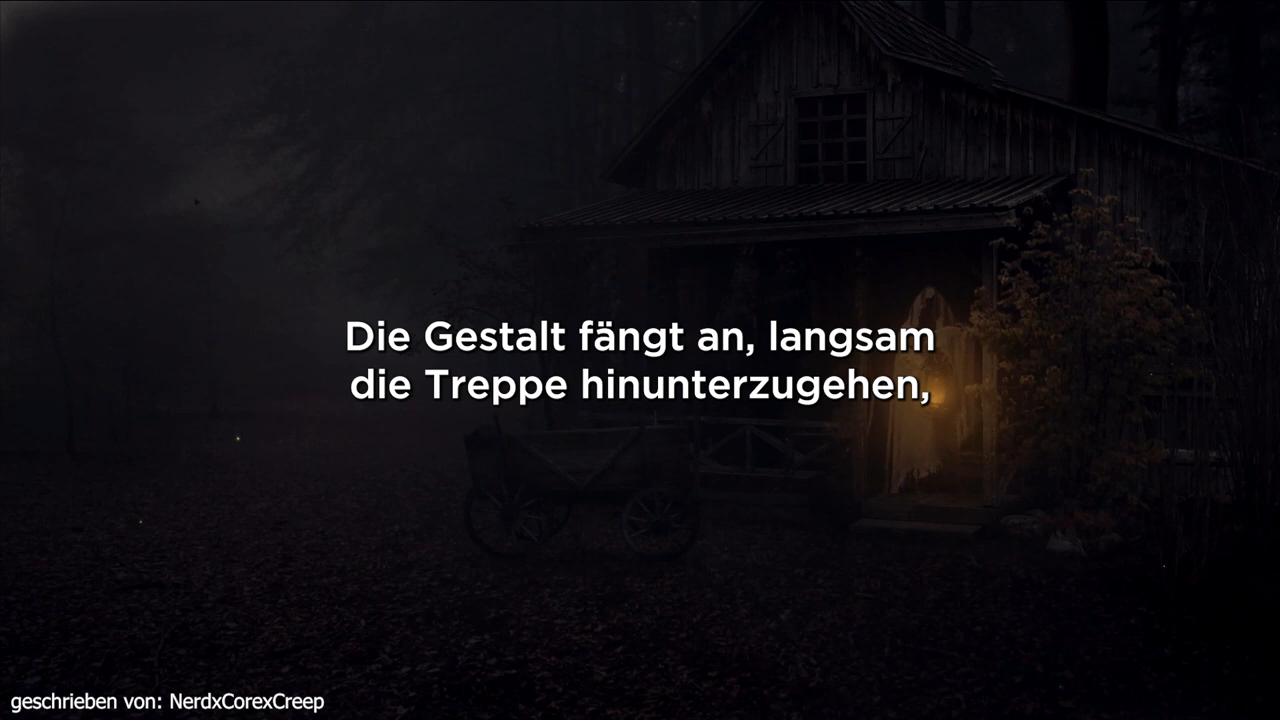 Die Gestalt fängt an, langsam
die Treppe hinunterzugehen,
geschrieben von: NerdxCorexCreep